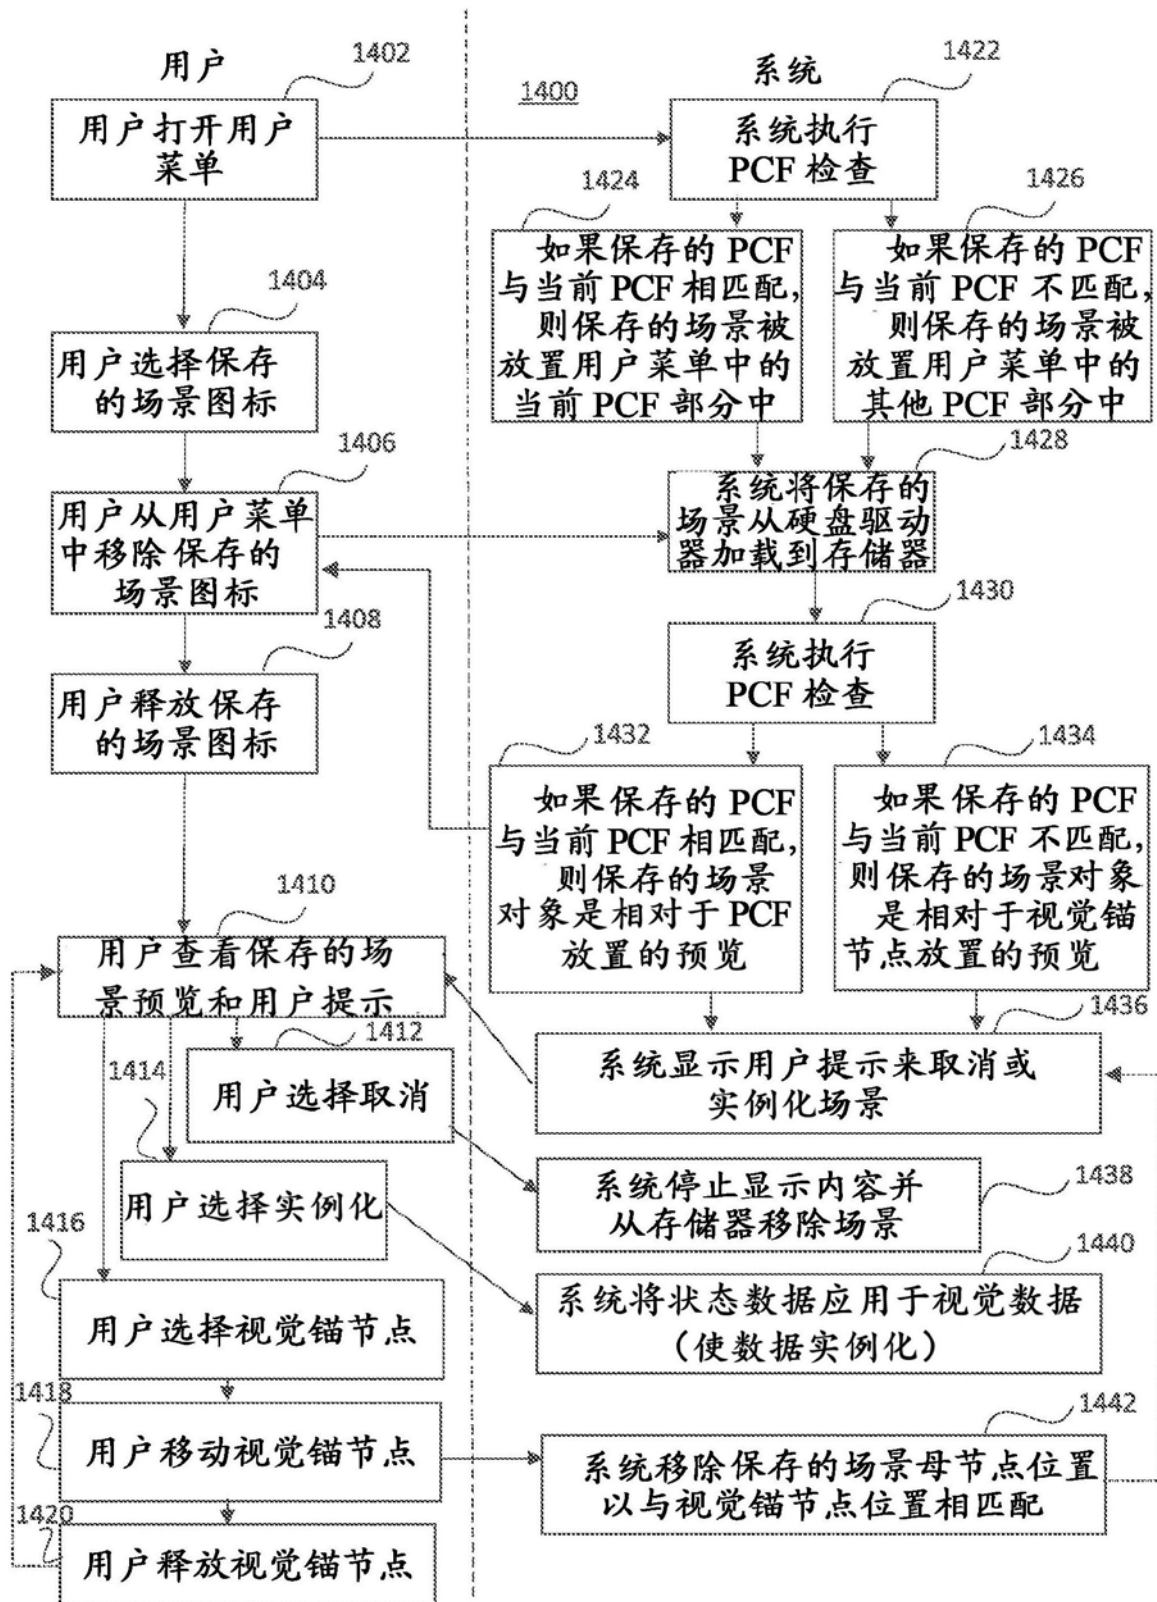 用户
1402
用户打开用户
菜单
1404
用户选择保存
的场景图标
1406
用户从用户菜单
中移除保存的
场景图标
1408
用户释放保存
的场景图标
1410
用户查看保存的场
景预览和用户提示
1412
用户选择取消
1414
用户选择实例化
1416
用户选择视觉锚节点
1418
用户移动视觉锚节点
1420
用户释放视觉锚节点
1400
系统
1422
系统执行
PCF 检查
1424
如果保存的 PCF
与当前 PCF 相匹配,
则保存的场景被
放置用户菜单中的
当前 PCF 部分中
1426
如果保存的 PCF
与当前 PCF 不匹配,
则保存的场景被
放置用户菜单中的
其他 PCF 部分中
1428
系统将保存的
场景从硬盘驱动
器加载到存储器
1430
系统执行
PCF 检查
1432
如果保存的 PCF
与当前 PCF 相匹配,
则保存的场景
对象是相对于 PCF
放置的预览
1434
如果保存的 PCF
与当前 PCF 不匹配,
则保存的场景对象
是相对于视觉锚
节点放置的预览
1436
系统显示用户提示来取消或
实例化场景
1438
系统停止显示内容并
从存储器移除场景
1440
系统将状态数据应用于视觉数据
(使数据实例化)
1442
系统移除保存的场景母节点位置
以与视觉锚节点位置相匹配